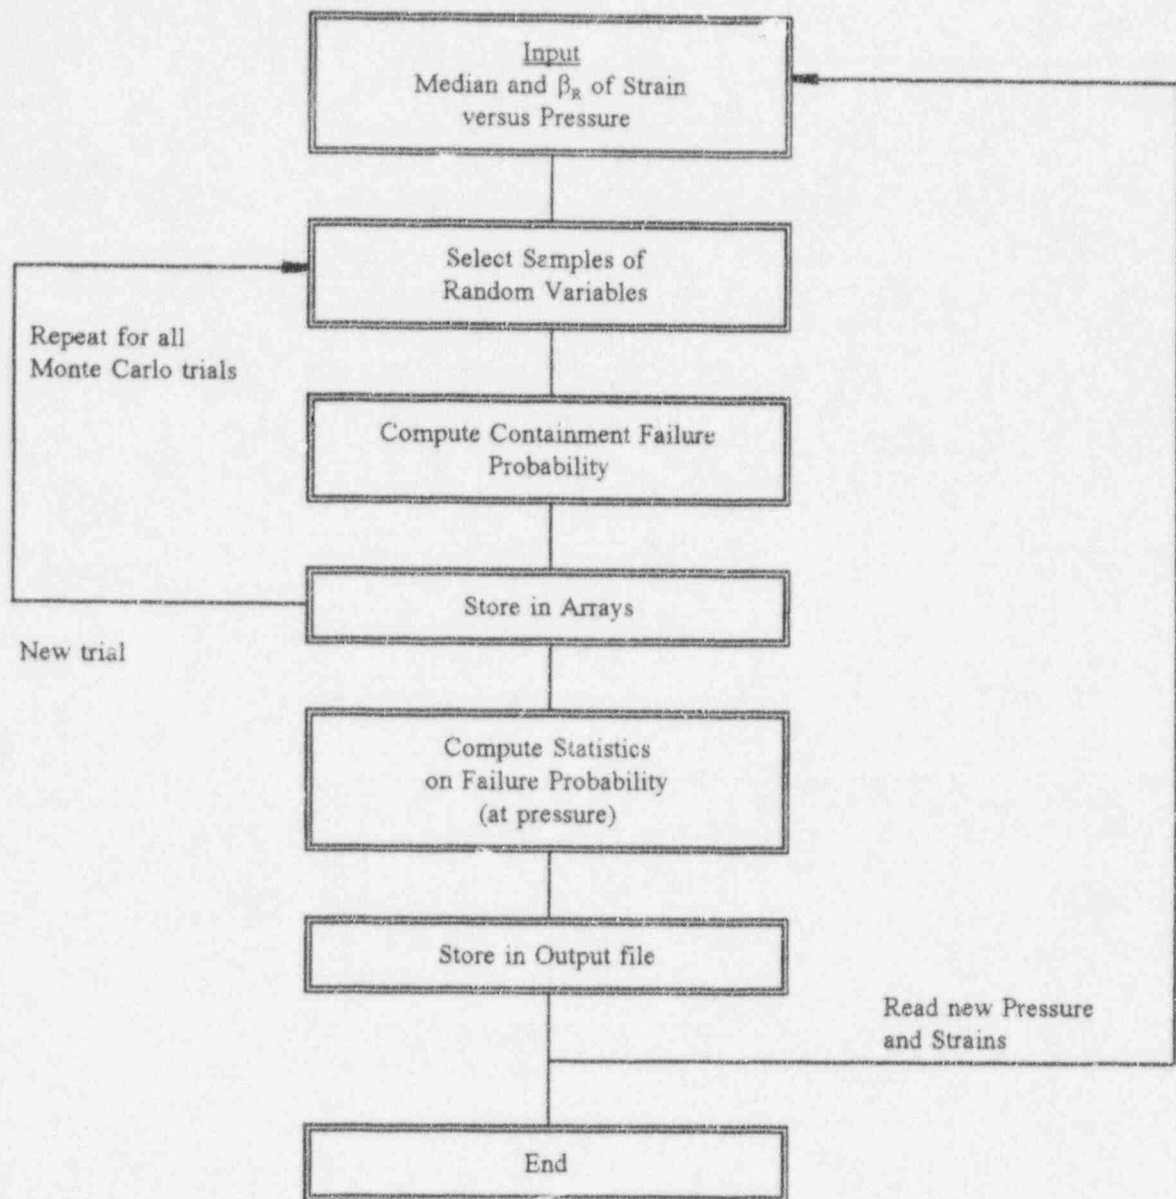 Input
Median and βR of Strain
versus Pressure
Select Samples of
Random Variables
Repeat for all
Monte Carlo trials
Compute Containment Failure
Probability
Store in Arrays
New trial
Compute Statistics
on Failure Probability
(at pressure)
Store in Output file
Read new Pressure
and Strains
End